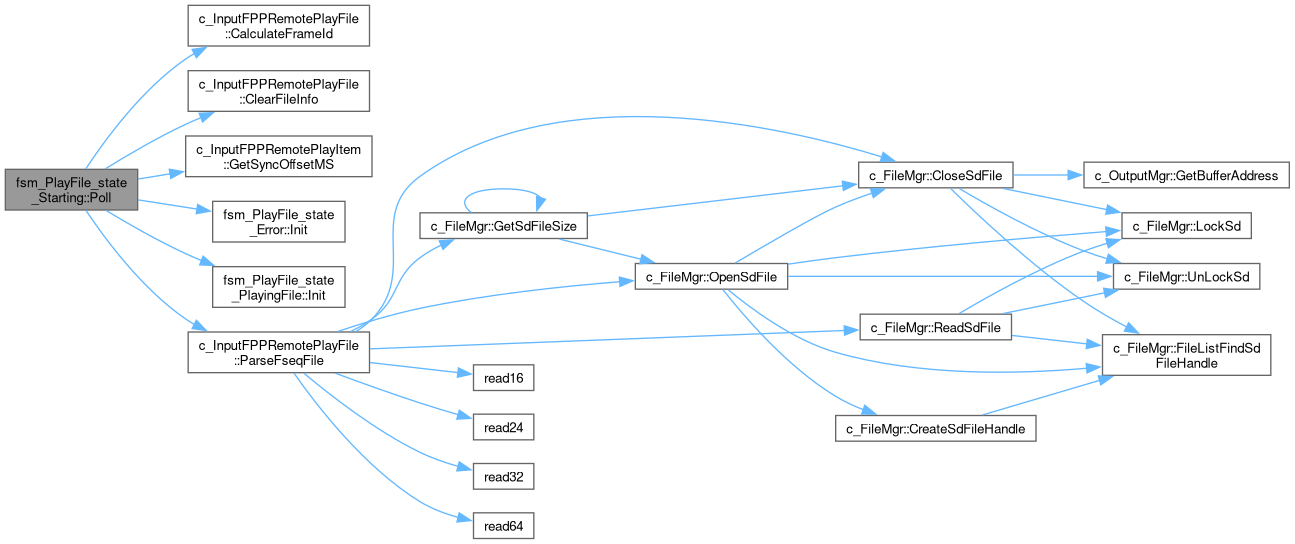 fsm_PlayFile_state
_Starting::Poll
c_InputFPPRemotePlayFile
::CalculateFrameId
c_InputFPPRemotePlayFile
::ClearFileInfo
c_InputFPPRemotePlayItem
::GetSyncOffsetMS
fsm_PlayFile_state
_Error::Init
fsm_PlayFile_state
_PlayingFile::Init
c_InputFPPRemotePlayFile
::ParseFseqFile
c_FileMgr::GetSdFileSize
c_FileMgr::OpenSdFile
read16
read24
read32
read64
c_FileMgr::CloseSdFile
c_FileMgr::ReadSdFile
c_FileMgr::CreateSdFileHandle
c_OutputMgr::GetBufferAddress
c_FileMgr::LockSd
c_FileMgr::UnLockSd
c_FileMgr::FileListFindSd
FileHandle